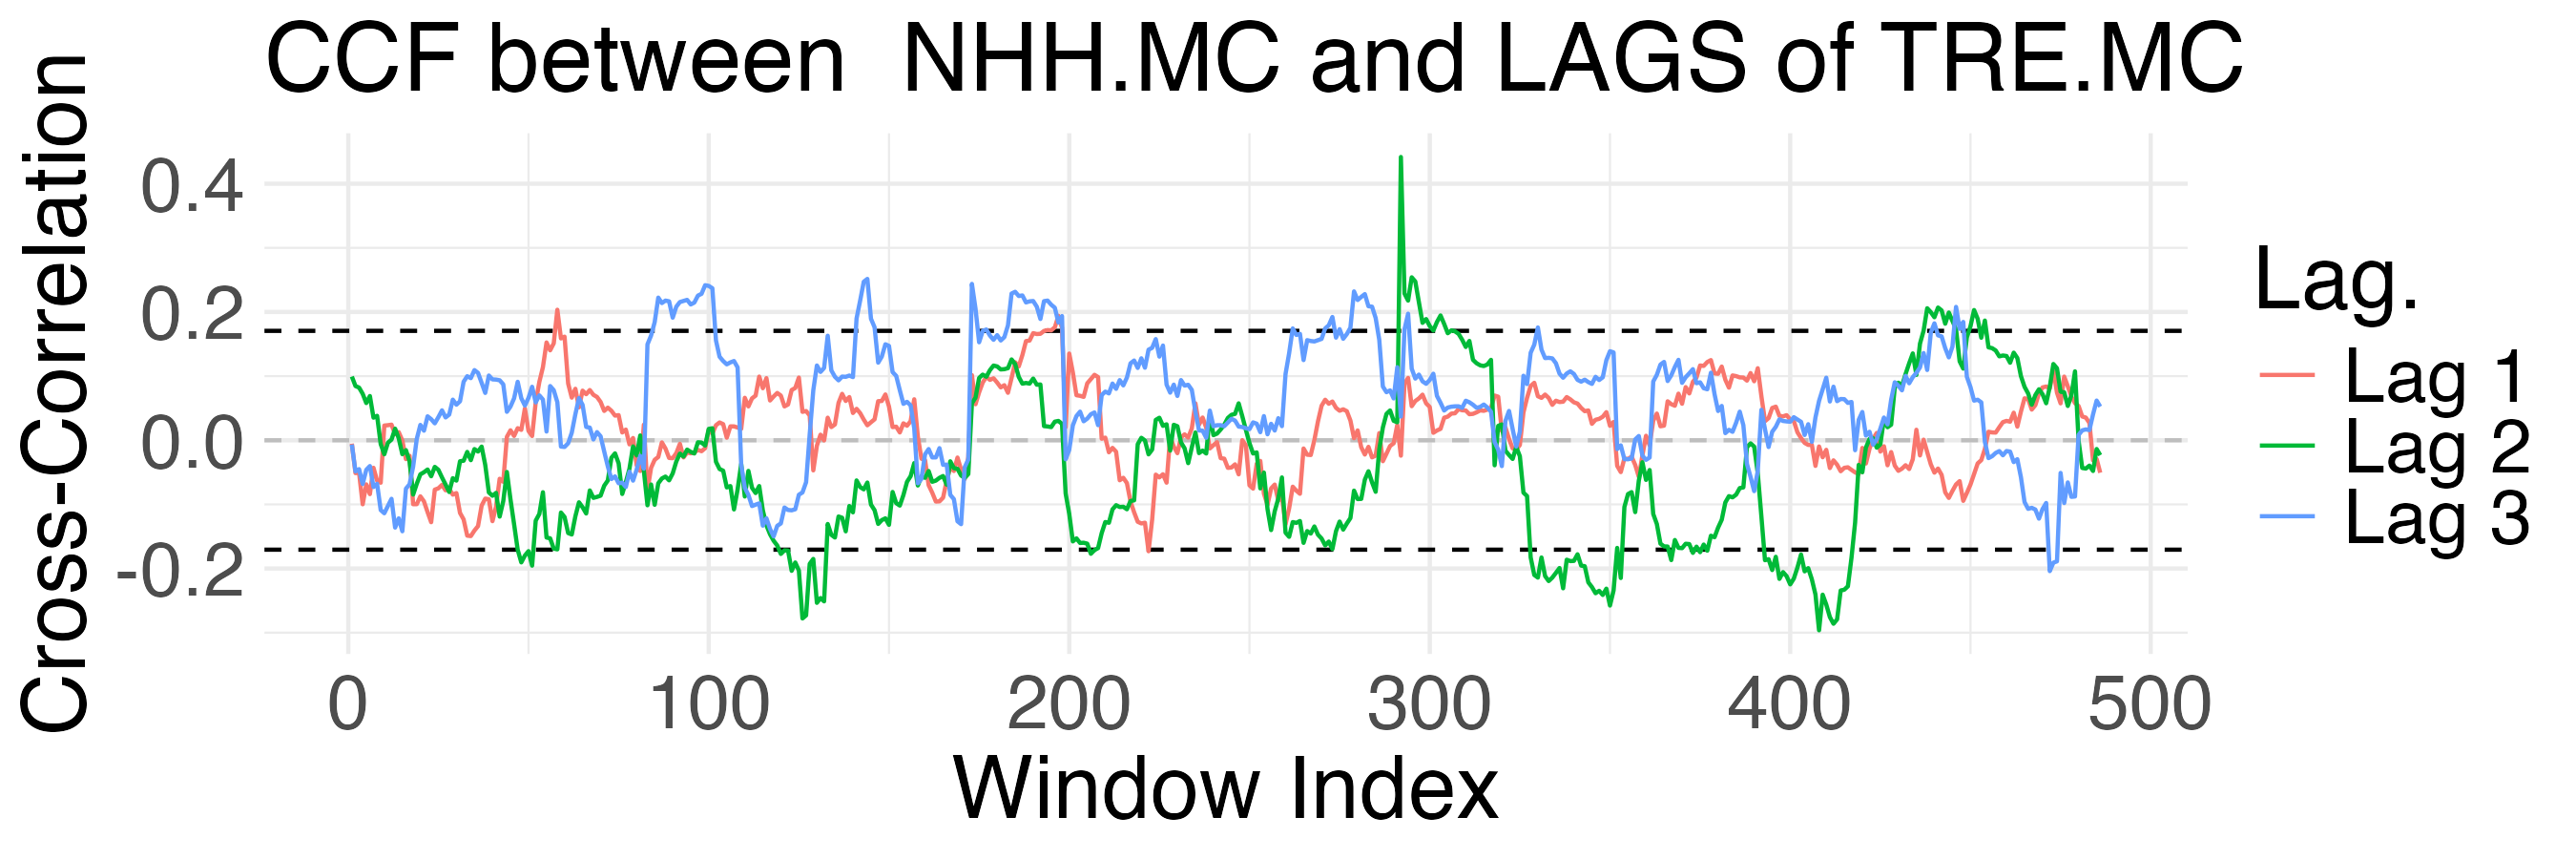 CCF between  NHH.MC and LAGS of TRE.MC
Cross-Correlation
0.4
0.2
0.0
-0.2
0 100 200 300 400 500
Window Index
Lag.
Lag 1
Lag 2
Lag 3